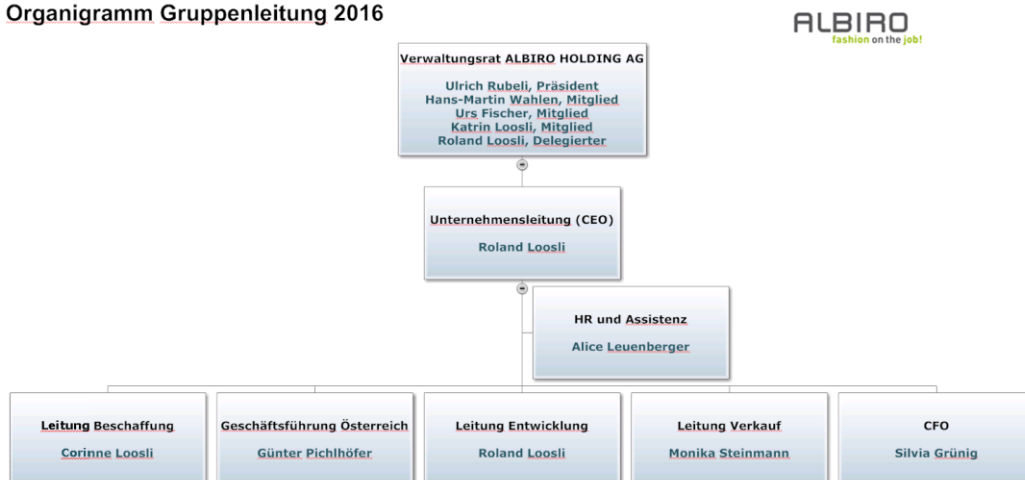 Organigramm Gruppenleitung 2016
ALBIRO
fashion on the job!
Verwaltungsrat ALBIRO HOLDING AG
Ulrich Rubeli, Präsident
Hans-Martin Wahlen, Mitglied
Urs Fischer, Mitglied
Katrin Loosli, Mitglied
Roland Loosli, Delegierter
Unternehmensleitung (CEO)
Roland Loosli
HR und Assistenz
Alice Leuenberger
Leitung Beschaffung
Corinne Loosli
Geschäftsführung Österreich
Günter Pichlhöfer
Leitung Entwicklung
Roland Loosli
Leitung Verkauf
Monika Steinmann
CFO
Silvia Grünig